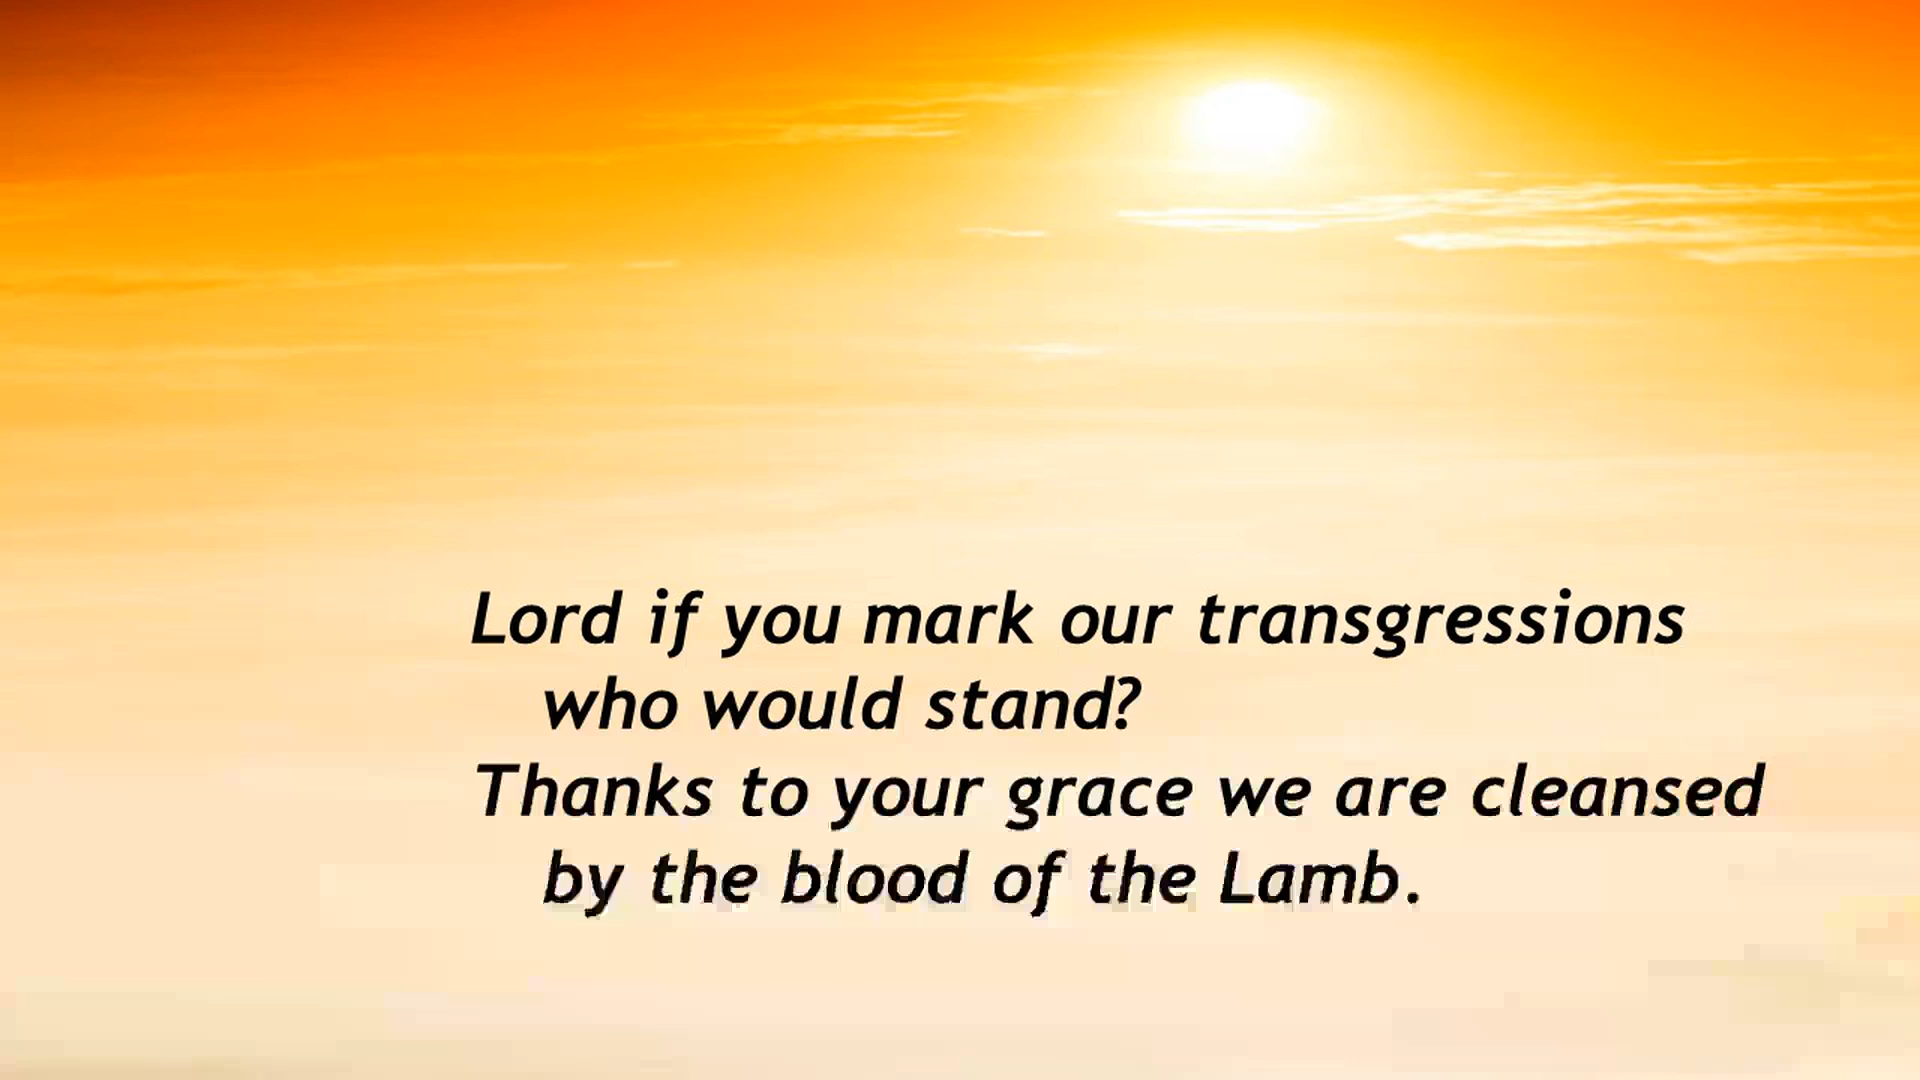 Lord if you mark our transgressions
who would stand?
Thanks to your grace we are cleansed
by the blood of the Lamb.